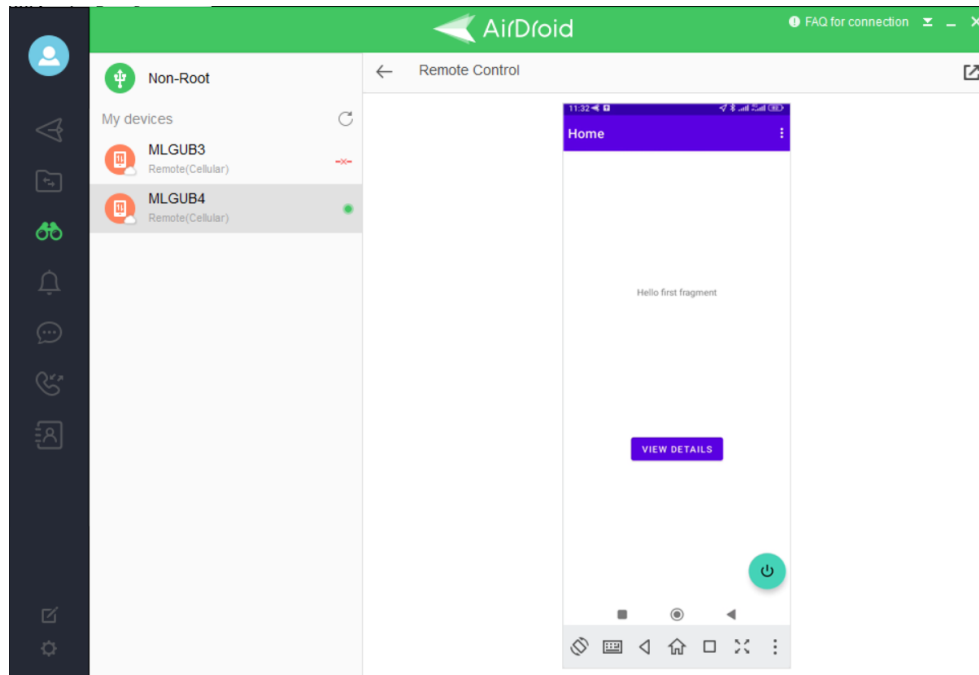 AirDroid
FAQ for connection
Non-Root
My devices
MLGUB3
Remote(Cellular)
MLGUB4
Remote(Cellular)
Remote Control
11:32
Home
Hello first fragment
VIEW DETAILS